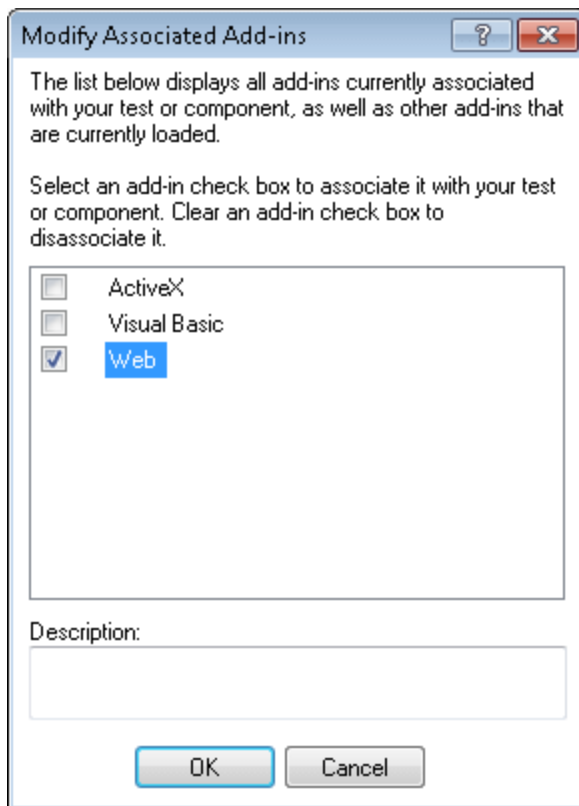 Modify Associated Add-ins
The list below displays all add-ins currently associated
with your test or component, as well as other add-ins that
are currently loaded.
Select an add-in check box to associate it with your test
or component. Clear an add-in check box to
disassociate it.
ActiveX
Visual Basic
Web
Description:
OK
Cancel